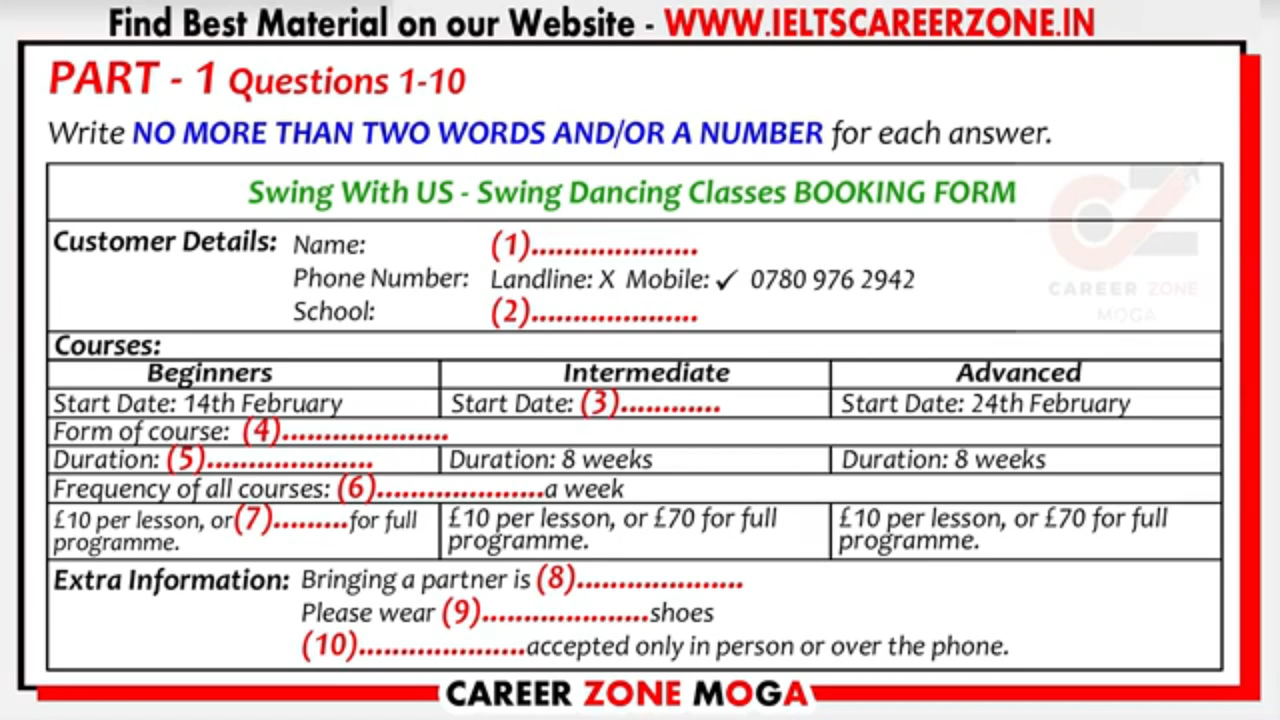 Find Best Material on our Website - WWW.IELTSCAREERZONE.IN
PART - 1 Questions 1-10
Write NO MORE THAN TWO WORDS AND/OR A NUMBER for each answer.
Swing With US - Swing Dancing Classes BOOKING FORM
Customer Details: Name: (1)....................
Phone Number: Landline: X Mobile: ✓ 0780 976 2942
School: (2)....................
CAREER ZONE
MOGA
Courses:
Beginners Intermediate Advanced
Start Date: 14th February Start Date: (3)............ Start Date: 24th February
Form of course: (4)....................
Duration: (5).................... Duration: 8 weeks Duration: 8 weeks
Frequency of all courses: (6)....................a week
£10 per lesson, or(7).........for full programme. £10 per lesson, or £70 for full programme. £10 per lesson, or £70 for full programme.
Extra Information: Bringing a partner is (8)....................
Please wear (9)....................shoes
(10)....................accepted only in person or over the phone.
CAREER ZONE MOGA